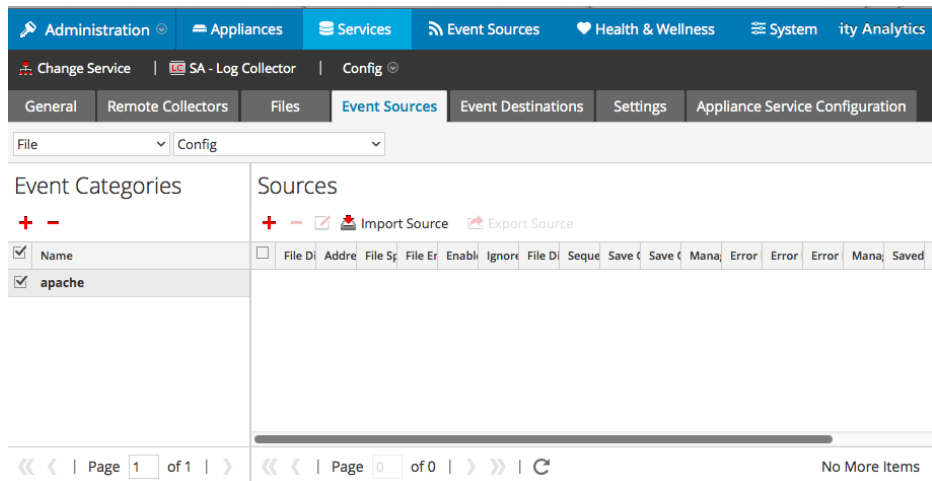 Administration Appliances Services Event Sources Health & Wellness System ity Analytics
Change Service | LC SA - Log Collector | Config
General Remote Collectors Files Event Sources Event Destinations Settings Appliance Service Configuration
File Config
Event Categories Sources
Import Source Export Source
Name File Di Addre File Sp File En Enabl Ignore File Di Seque Save Save Mana Error Error Error Mana Saved
apache
Page 1 of 1 | Page 0 of 0 | No More Items